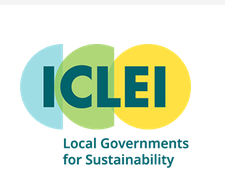 ICLEI
Local Governments
for Sustainability